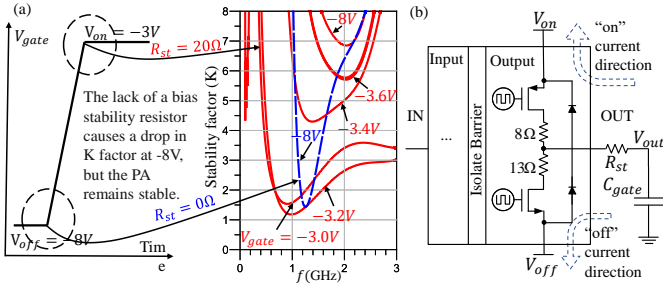 (a)
V_gate
V_on = −3V
R_st = 20Ω
The lack of a bias
stability resistor
causes a drop in
K factor at -8V,
but the PA
remains stable.
R_st = 0Ω
V_off = −8V
Tim
e
Stability factor (K)
9
8
7
6
5
4
3
2
1
0
0
1
2
3
f(GHz)
−8V
−3.6V
−3.4V
−8V
−3.2V
V_gate = −3.0V
(b)
V_on
"on"
current
direction
Input
Output
IN
...
Isolate Barrier
8Ω
13Ω
OUT
V_out
R_st
C_gate
V_off
"off"
current
direction